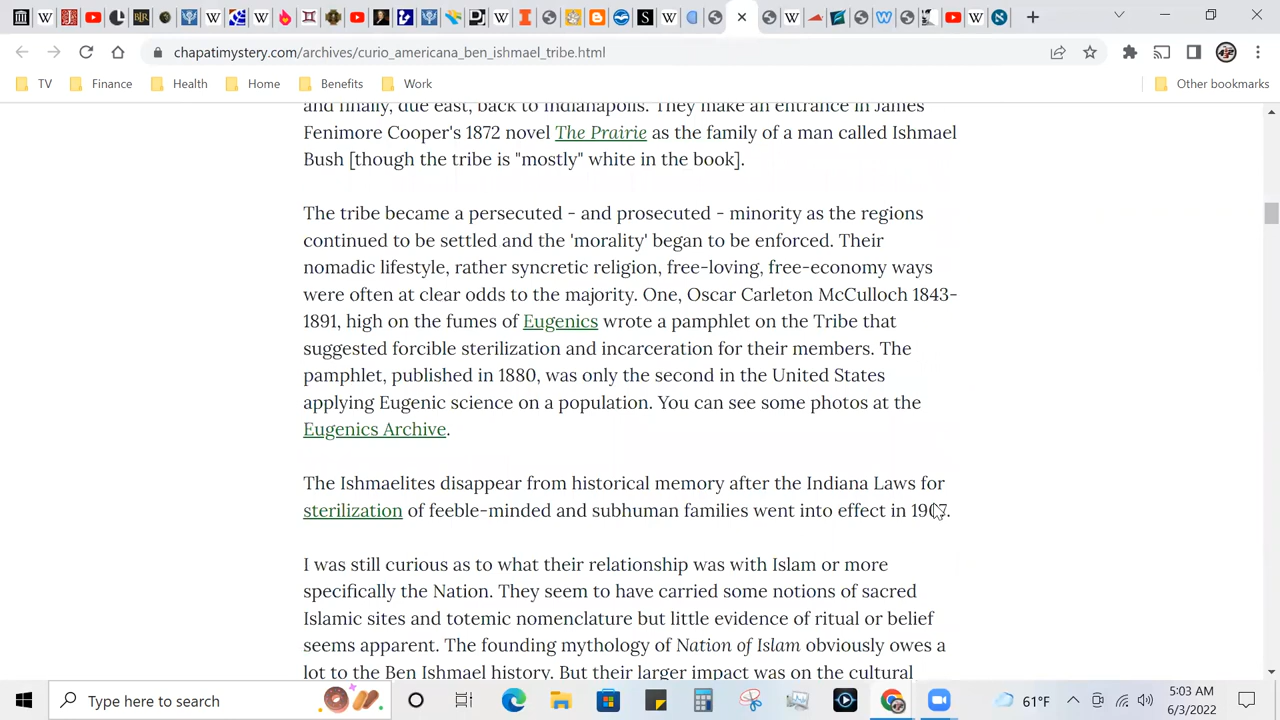 chapatimystery.com/archives/curio_americana_ben_ishmael_tribe.html
TV
Finance
Health
Home
Benefits
Work
Other bookmarks
and finally, due east, back to Indianapolis. They make an entrance in James
Fenimore Cooper's 1872 novel The Prairie as the family of a man called Ishmael
Bush [though the tribe is "mostly" white in the book].
The tribe became a persecuted - and prosecuted - minority as the regions
continued to be settled and the 'morality' began to be enforced. Their
nomadic lifestyle, rather syncretic religion, free-loving, free-economy ways
were often at clear odds to the majority. One, Oscar Carleton McCulloch 1843-
1891, high on the fumes of Eugenics wrote a pamphlet on the Tribe that
suggested forcible sterilization and incarceration for their members. The
pamphlet, published in 1880, was only the second in the United States
applying Eugenic science on a population. You can see some photos at the
Eugenics Archive.
The Ishmaelites disappear from historical memory after the Indiana Laws for
sterilization of feeble-minded and subhuman families went into effect in 1907.
I was still curious as to what their relationship was with Islam or more
specifically the Nation. They seem to have carried some notions of sacred
Islamic sites and totemic nomenclature but little evidence of ritual or belief
seems apparent. The founding mythology of Nation of Islam obviously owes a
lot to the Ben Ishmael history. But their larger impact was on the cultural
Type here to search
61°F
5:03 AM
6/3/2022